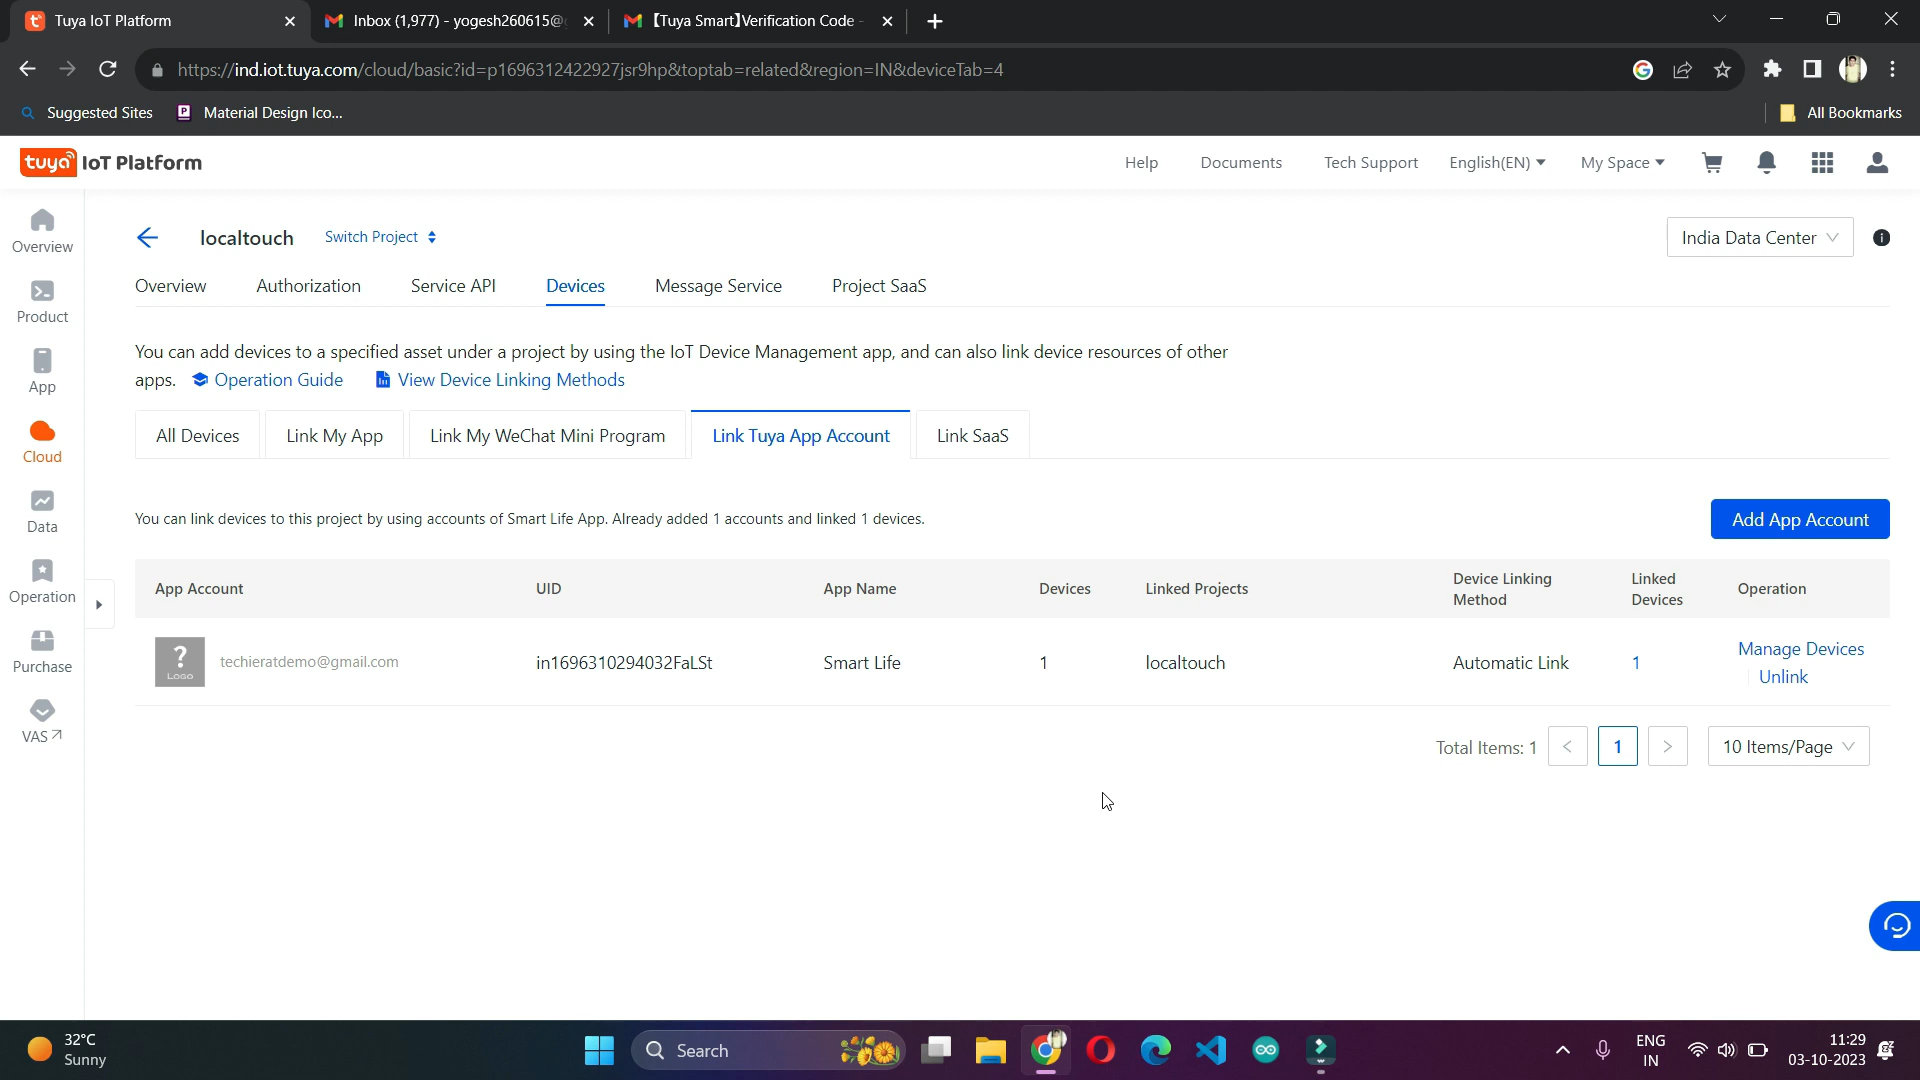 Tuya IoT Platform
Inbox (1,977) - yogesh260615@
【Tuya Smart】Verification Code -
https://ind.iot.tuya.com/cloud/basic?id=p1696312422927jsr9hp&toptab=related&region=IN&deviceTab=4
Suggested Sites
Material Design Ico...
All Bookmarks
tuya IoT Platform
Help
Documents
Tech Support
English(EN)
My Space
Overview
Product
App
Cloud
Data
Operation
Purchase
VAS
localtouch
Switch Project
India Data Center
Overview
Authorization
Service API
Devices
Message Service
Project SaaS
You can add devices to a specified asset under a project by using the IoT Device Management app, and can also link device resources of other
apps. Operation Guide View Device Linking Methods
All Devices
Link My App
Link My WeChat Mini Program
Link Tuya App Account
Link SaaS
You can link devices to this project by using accounts of Smart Life App. Already added 1 accounts and linked 1 devices.
Add App Account
App Account
UID
App Name
Devices
Linked Projects
Device Linking
Method
Linked
Devices
Operation
?
LOGO
techieratdemo@gmail.com
in1696310294032FaLSt
Smart Life
1
localtouch
Automatic Link
1
Manage Devices
Unlink
Total Items: 1
<
1
>
10 Items/Page
32°C
Sunny
Search
ENG
IN
11:29
03-10-2023